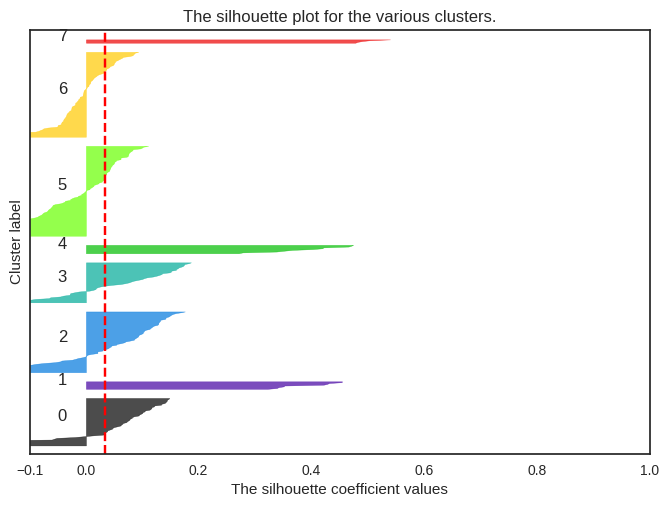 The silhouette plot for the various clusters.
7
6
5
4
3
2
1
0
Cluster label
−0.1 0.0 0.2 0.4 0.6 0.8 1.0
The silhouette coefficient values